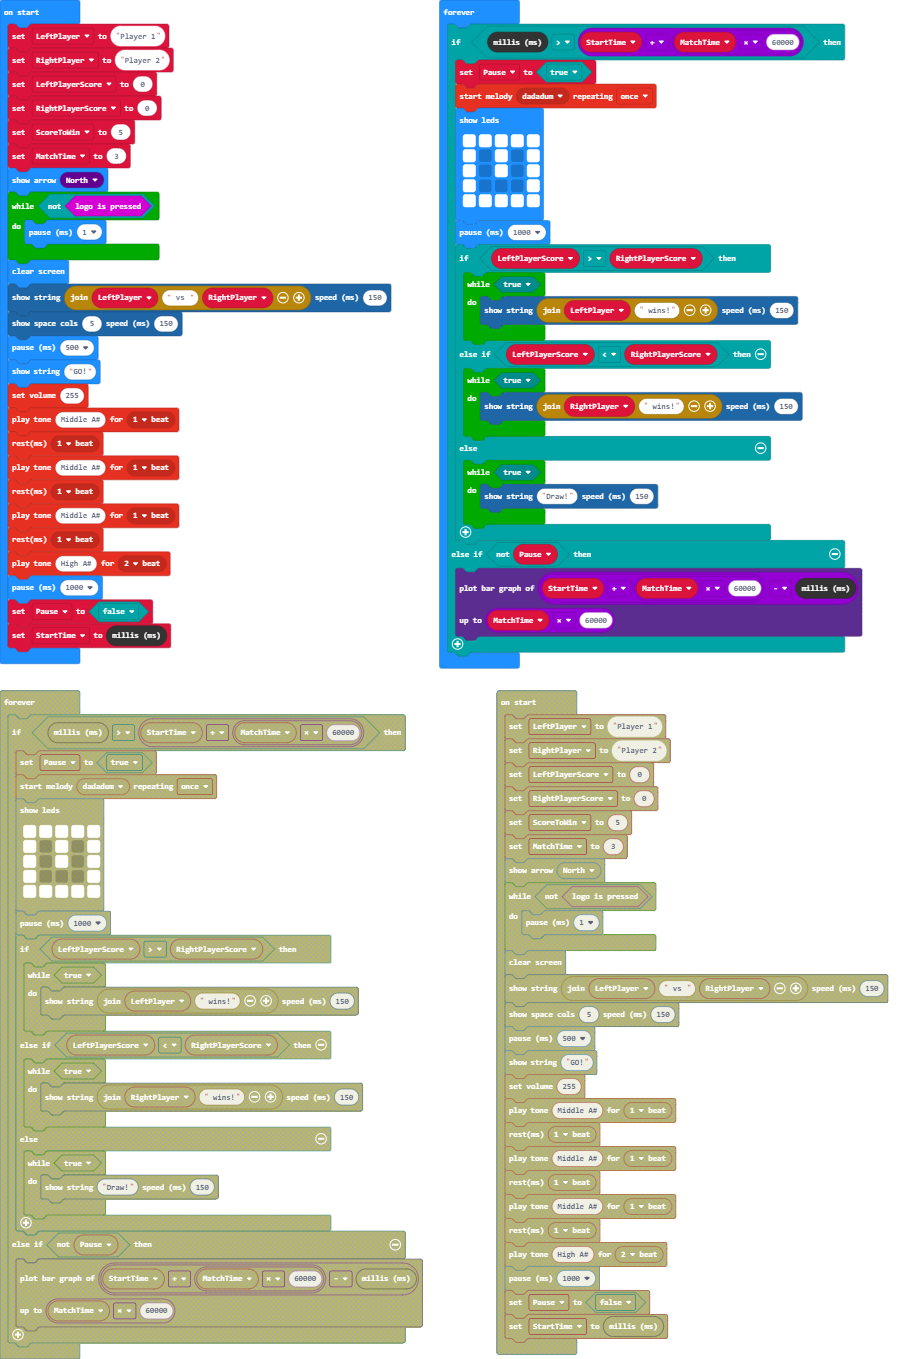 on start
set LeftPlayer to "Player 1"
set RightPlayer to "Player 2"
set LeftPlayerScore to 0
set RightPlayerScore to 0
set ScoreToWin to 5
set MatchTime to 3
show arrow North
while not logo is pressed
do
pause (ms) 1
clear screen
show string join LeftPlayer " vs " RightPlayer speed (ms) 150
show space cols 5 speed (ms) 150
pause (ms) 500
show string "GO!"
set volume 255
play tone Middle A# for 1 beat
rest(ms) 1 beat
play tone Middle A# for 1 beat
rest(ms) 1 beat
play tone Middle A# for 1 beat
rest(ms) 1 beat
play tone High A# for 2 beat
pause (ms) 1000
set Pause to false
set StartTime to millis (ms)
forever
if millis (ms) > StartTime + MatchTime × 60000 then
set Pause to true
start melody dadadum repeating once
show leds
pause (ms) 1000
if LeftPlayerScore > RightPlayerScore then
while true
do
show string join LeftPlayer " wins!" speed (ms) 150
else if LeftPlayerScore < RightPlayerScore then
while true
do
show string join RightPlayer " wins!" speed (ms) 150
else
while true
do
show string "Draw!" speed (ms) 150
else if not Pause then
plot bar graph of StartTime + MatchTime × 60000 - millis (ms)
up to MatchTime × 60000
forever
if millis (ms) > StartTime + MatchTime × 60000 then
set Pause to true
start melody dadadum repeating once
show leds
pause (ms) 1000
if LeftPlayerScore > RightPlayerScore then
while true
do
show string join LeftPlayer " wins!" speed (ms) 150
else if LeftPlayerScore < RightPlayerScore then
while true
do
show string join RightPlayer " wins!" speed (ms) 150
else
while true
do
show string "Draw!" speed (ms) 150
else if not Pause then
plot bar graph of StartTime + MatchTime × 60000 - millis (ms)
up to MatchTime × 60000
on start
set LeftPlayer to "Player 1"
set RightPlayer to "Player 2"
set LeftPlayerScore to 0
set RightPlayerScore to 0
set ScoreToWin to 5
set MatchTime to 3
show arrow North
while not logo is pressed
do
pause (ms) 1
clear screen
show string join LeftPlayer " vs " RightPlayer speed (ms) 150
show space cols 5 speed (ms) 150
pause (ms) 500
show string "GO!"
set volume 255
play tone Middle A# for 1 beat
rest(ms) 1 beat
play tone Middle A# for 1 beat
rest(ms) 1 beat
play tone Middle A# for 1 beat
rest(ms) 1 beat
play tone High A# for 2 beat
pause (ms) 1000
set Pause to false
set StartTime to millis (ms)